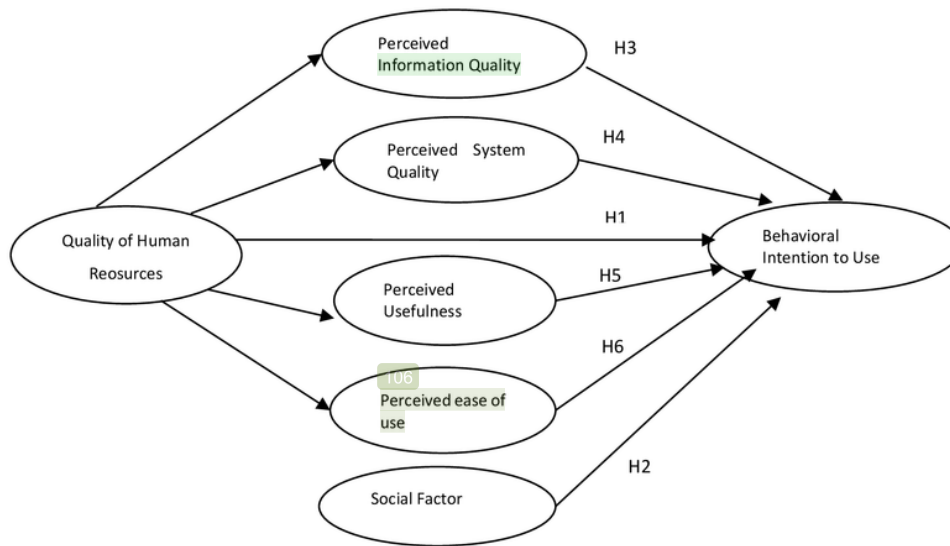 Perceived
Information Quality
H3
Perceived System
Quality
H4
Quality of Human
Reosurces
H1
Behavioral
Intention to Use
Perceived
Usefulness
H5
T06
Perceived ease of
use
H6
Social Factor
H2